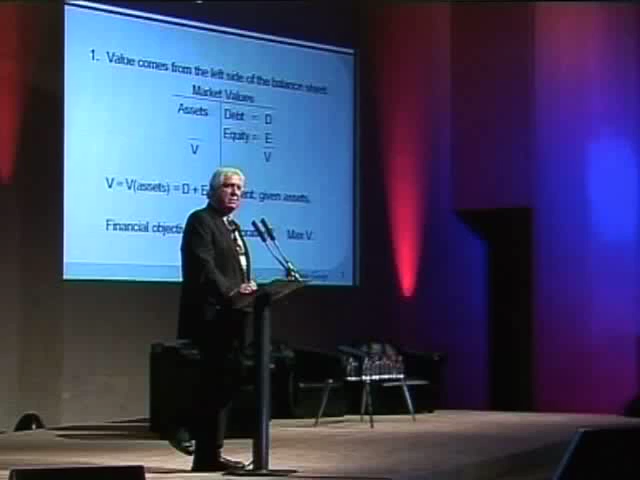 1. Value comes from the left side of the balance sheet.
Market Values
Assets Debt = D
Equity = E
V V
V = V(assets) = D + E given assets.
Financial Max V.